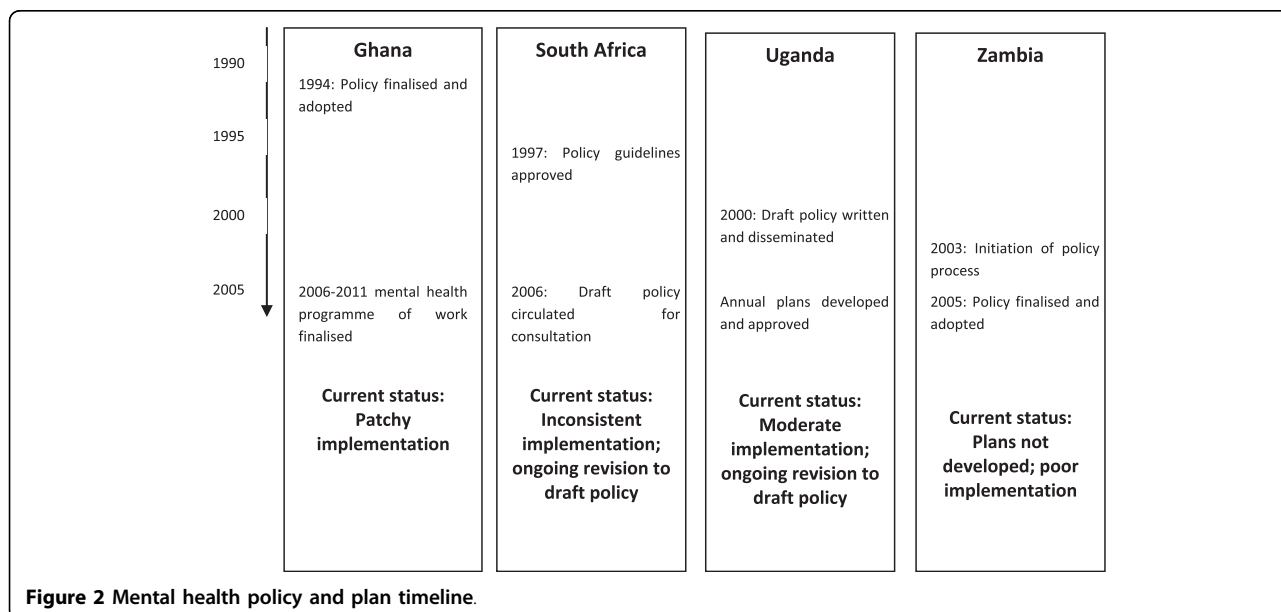 1990
1995
2000
2005
Ghana
1994: Policy finalised and
adopted
2006-2011 mental health
programme of work
finalised
Current status:
Patchy
implementation
South Africa
1997: Policy guidelines
approved
2006: Draft policy
circulated for
consultation
Current status:
Inconsistent
implementation;
ongoing revision to
draft policy
Uganda
2000: Draft policy written
and disseminated
Annual plans developed
and approved
Current status:
Moderate
implementation;
ongoing revision to
draft policy
Zambia
2003: Initiation of policy
process
2005: Policy finalised and
adopted
Current status:
Plans not
developed; poor
implementation
Figure 2 Mental health policy and plan timeline.